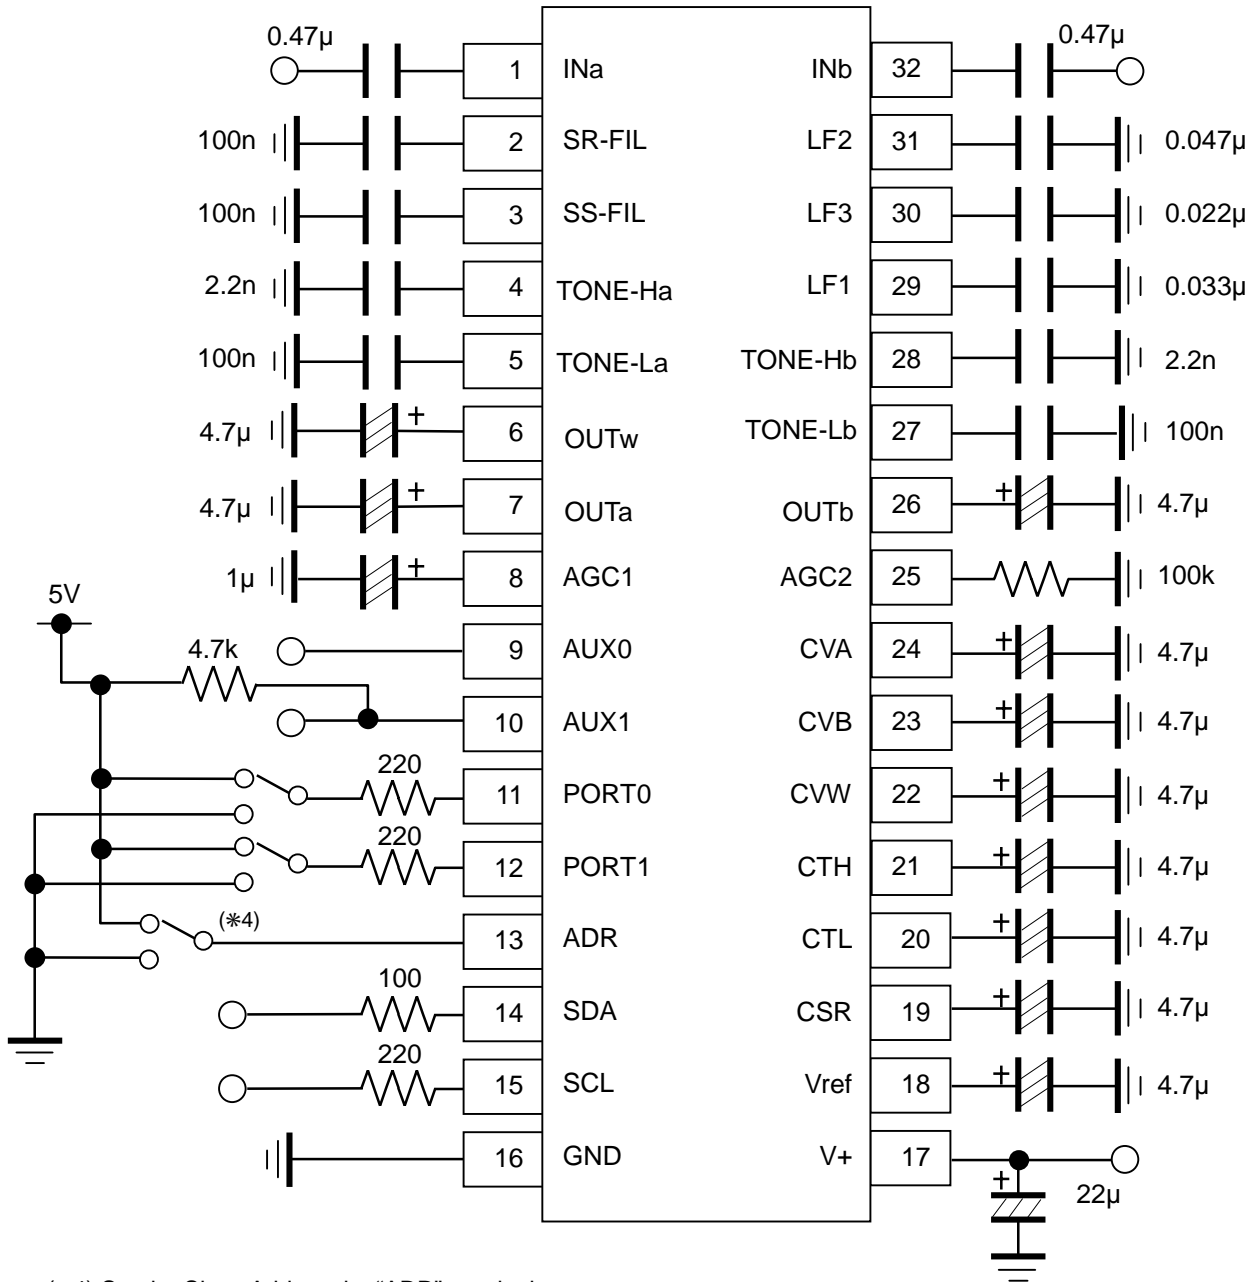 0.47µ 1 INa INb 32 0.47µ
100n 2 SR-FIL LF2 31 0.047µ
100n 3 SS-FIL LF3 30 0.022µ
2.2n 4 TONE-Ha LF1 29 0.033µ
100n 5 TONE-La TONE-Hb 28 2.2n
4.7µ + 6 OUTw TONE-Lb 27 100n
4.7µ + 7 OUTa OUTb 26 + 4.7µ
1µ + 8 AGC1 AGC2 25 100k
5V
4.7k 9 AUX0 CVA 24 + 4.7µ
10 AUX1 CVB 23 + 4.7µ
220 11 PORT0 CVW 22 + 4.7µ
220 12 PORT1 CTH 21 + 4.7µ
(※4) 13 ADR CTL 20 + 4.7µ
100 14 SDA CSR 19 + 4.7µ
220 15 SCL Vref 18 + 4.7µ
16 GND V+ 17
+ 22µ